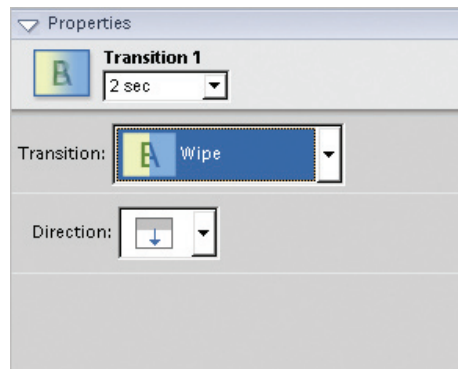 Properties
Transition 1
2 sec
Transition:
Wipe
Direction: